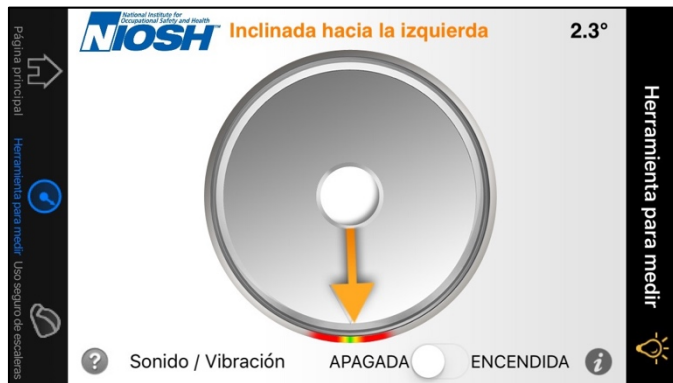 National Institute for
Occupational Safety and Health
NIOSH
Inclinada hacia la izquierda
2.3°
Página principal
Herramienta para medir
Uso seguro de escaleras
Herramienta para medir
?
Sonido / Vibración
APAGADA
ENCENDIDA
i